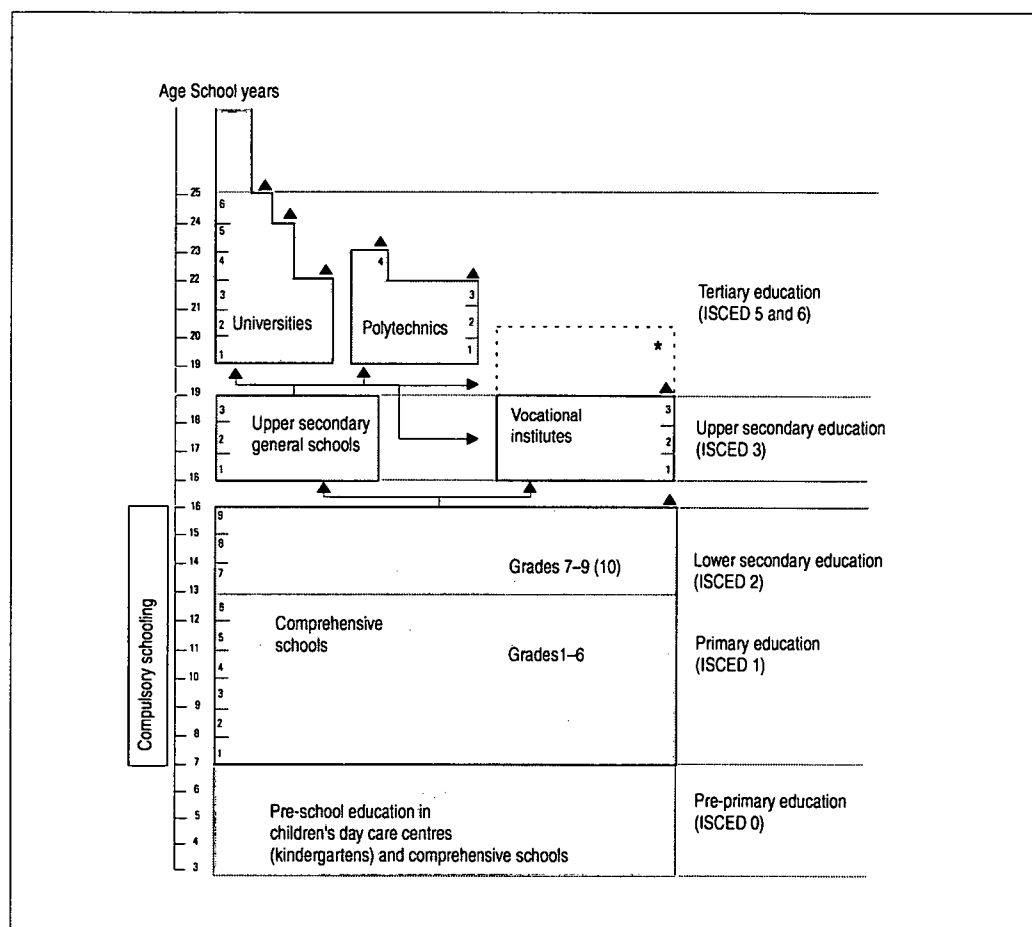 Age School years
25
24
23
22
21
20
19
6
5
4
3
2
1
Universities
4
3
2
1
Polytechnics
Tertiary education
(ISCED 5 and 6)
*
19
18
17
16
3
2
1
Upper secondary
general schools
Vocational
institutes
3
2
1
Upper secondary education
(ISCED 3)
16
15
14
13
12
11
10
9
8
7
9
8
7
6
5
4
3
2
1
Compulsory schooling
Grades 7–9 (10)
Lower secondary education
(ISCED 2)
Comprehensive
schools
Grades1–6
Primary education
(ISCED 1)
6
5
4
3
Pre-school education in
children's day care centres
(kindergartens) and comprehensive schools
Pre-primary education
(ISCED 0)